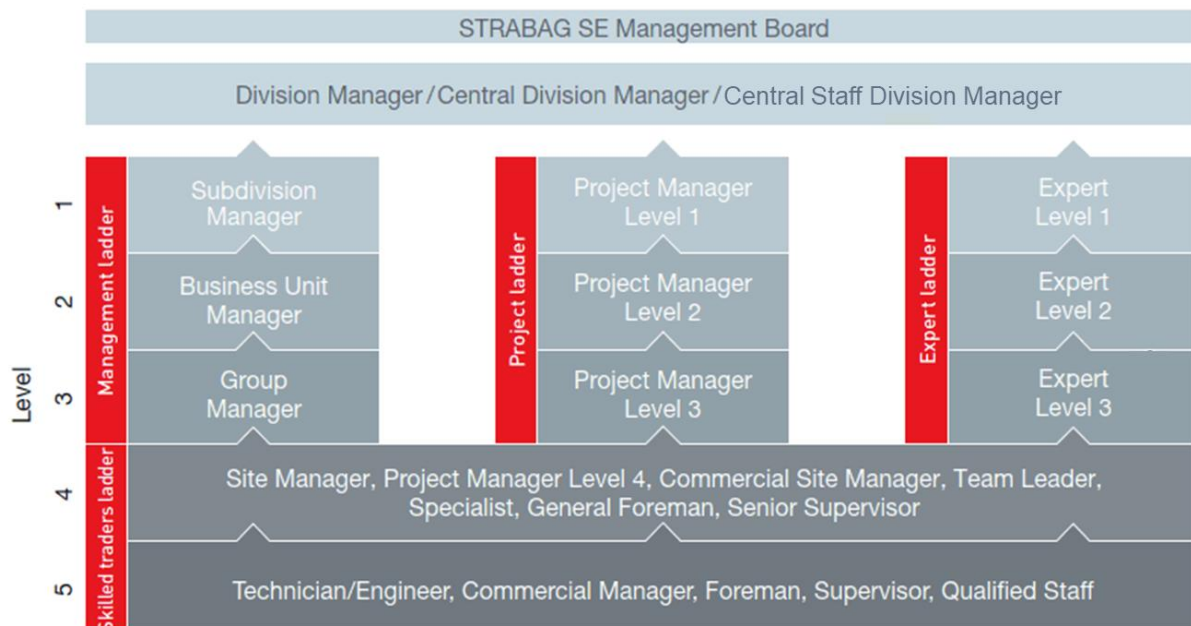 STRABAG SE Management Board
Division Manager/Central Division Manager/Central Staff Division Manager
Level
1
2
3
4
5
Management ladder
Subdivision
Manager
Business Unit
Manager
Group
Manager
Project ladder
Project Manager
Level 1
Project Manager
Level 2
Project Manager
Level 3
Expert ladder
Expert
Level 1
Expert
Level 2
Expert
Level 3
Skilled traders ladder
Site Manager, Project Manager Level 4, Commercial Site Manager, Team Leader,
Specialist, General Foreman, Senior Supervisor
Technician/Engineer, Commercial Manager, Foreman, Supervisor, Qualified Staff